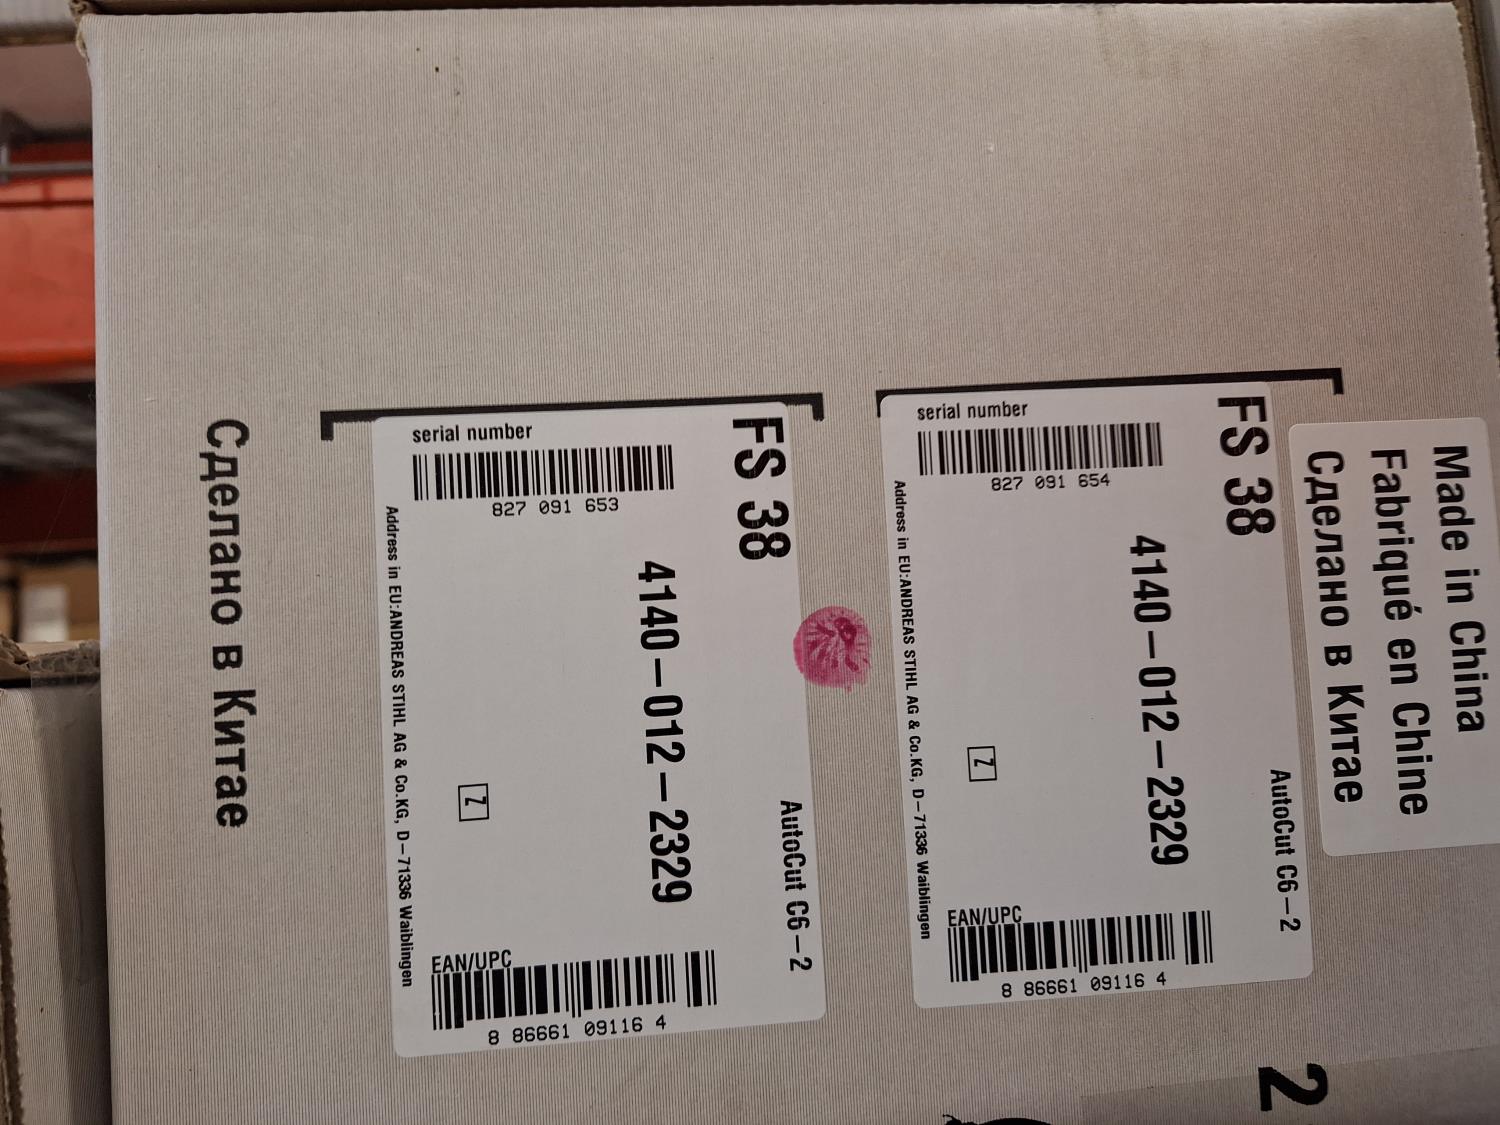 Made in China
Fabriqué en Chine
Сделано в Китае
FS 38
AutoCut C6-2
4140-012-2329
serial number
827 091 654
Z
EAN/UPC
8 86661 09116 4
Address in EU:ANDREAS STIHL AG & Co.KG, D-71336 Waiblingen
FS 38
AutoCut C6-2
4140-012-2329
serial number
827 091 653
Z
EAN/UPC
8 86661 09116 4
Address in EU:ANDREAS STIHL AG & Co.KG, D-71336 Waiblingen
Сделано в Китае
2